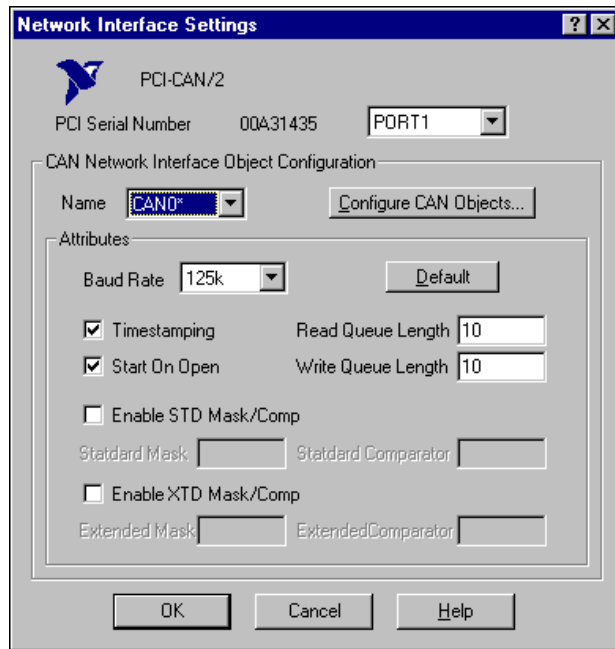 Network Interface Settings
PCI-CAN/2
PCI Serial Number 00A31435 PORT1
CAN Network Interface Object Configuration
Name CAN0* Configure CAN Objects...
Attributes
Baud Rate 125k Default
Timestamping Read Queue Length 10
Start On Open Write Queue Length 10
Enable STD Mask/Comp
Statdard Mask Statdard Comparator
Enable XTD Mask/Comp
Extended Mask ExtendedComparator
OK Cancel Help